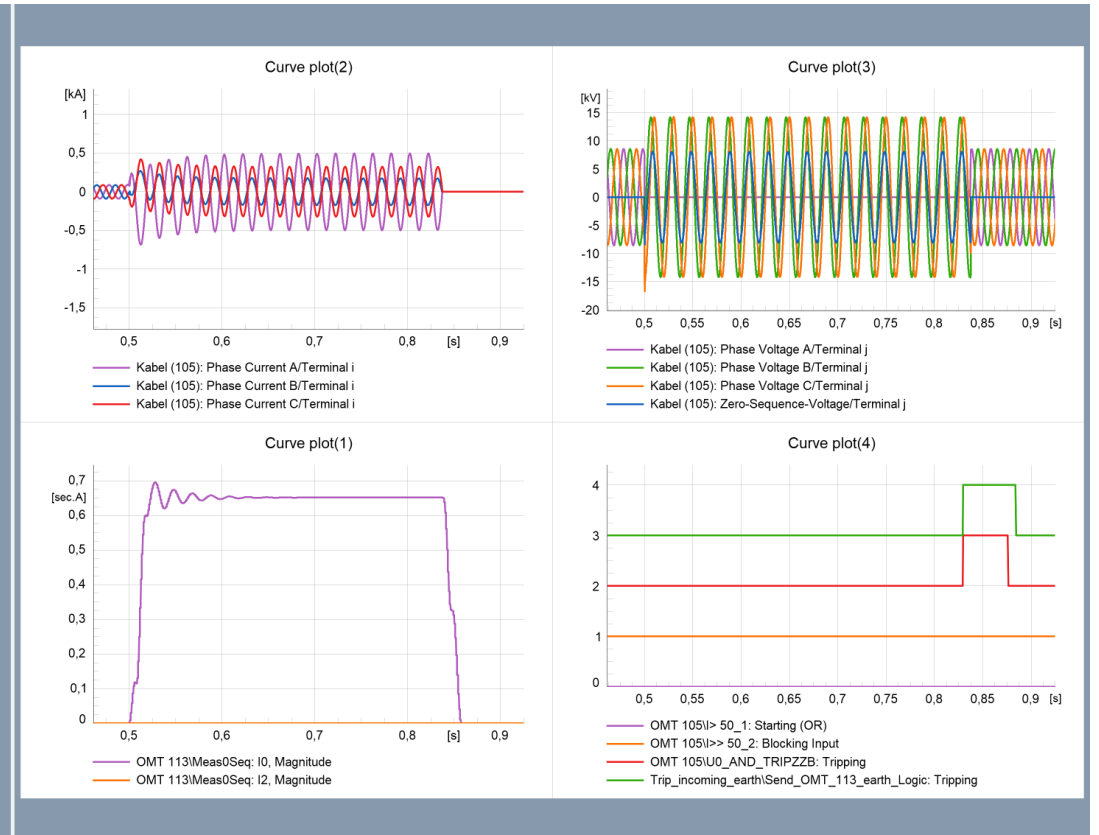 Curve plot(2)
[kA]
1
0,5
0
-0,5
-1
-1,5
0,5
0,6
0,7
0,8
[s]
0,9
Kabel (105): Phase Current A/Terminal i
Kabel (105): Phase Current B/Terminal i
Kabel (105): Phase Current C/Terminal i
Curve plot(3)
[kV]
15
10
5
0
-5
-10
-15
-20
0,5
0,55
0,6
0,65
0,7
0,75
0,8
0,85
0,9
[s]
Kabel (105): Phase Voltage A/Terminal j
Kabel (105): Phase Voltage B/Terminal j
Kabel (105): Phase Voltage C/Terminal j
Kabel (105): Zero-Sequence-Voltage/Terminal j
Curve plot(1)
0,7
[sec.A]
0,6
0,5
0,4
0,3
0,2
0,1
0
0,5
0,6
0,7
0,8
[s]
0,9
OMT 113\Meas0Seq: I0, Magnitude
OMT 113\Meas0Seq: I2, Magnitude
Curve plot(4)
4
3
2
1
0
0,5
0,55
0,6
0,65
0,7
0,75
0,8
0,85
0,9
[s]
OMT 105\I> 50_1: Starting (OR)
OMT 105\I>> 50_2: Blocking Input
OMT 105\U0_AND_TRIPZZB: Tripping
Trip_incoming_earth\Send_OMT_113_earth_Logic: Tripping